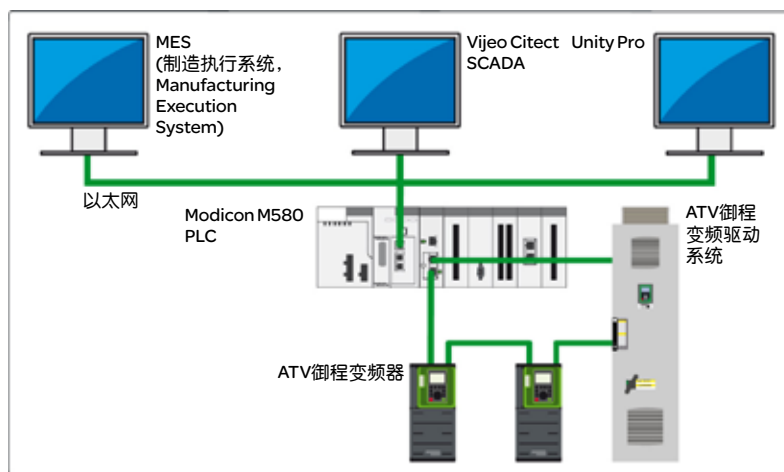 MES
(制造执行系统，
Manufacturing
Execution
System)
Vijeo Citect
SCADA
Unity Pro
以太网
Modicon M580
PLC
ATV御程
变频驱动
系统
ATV御程变频器